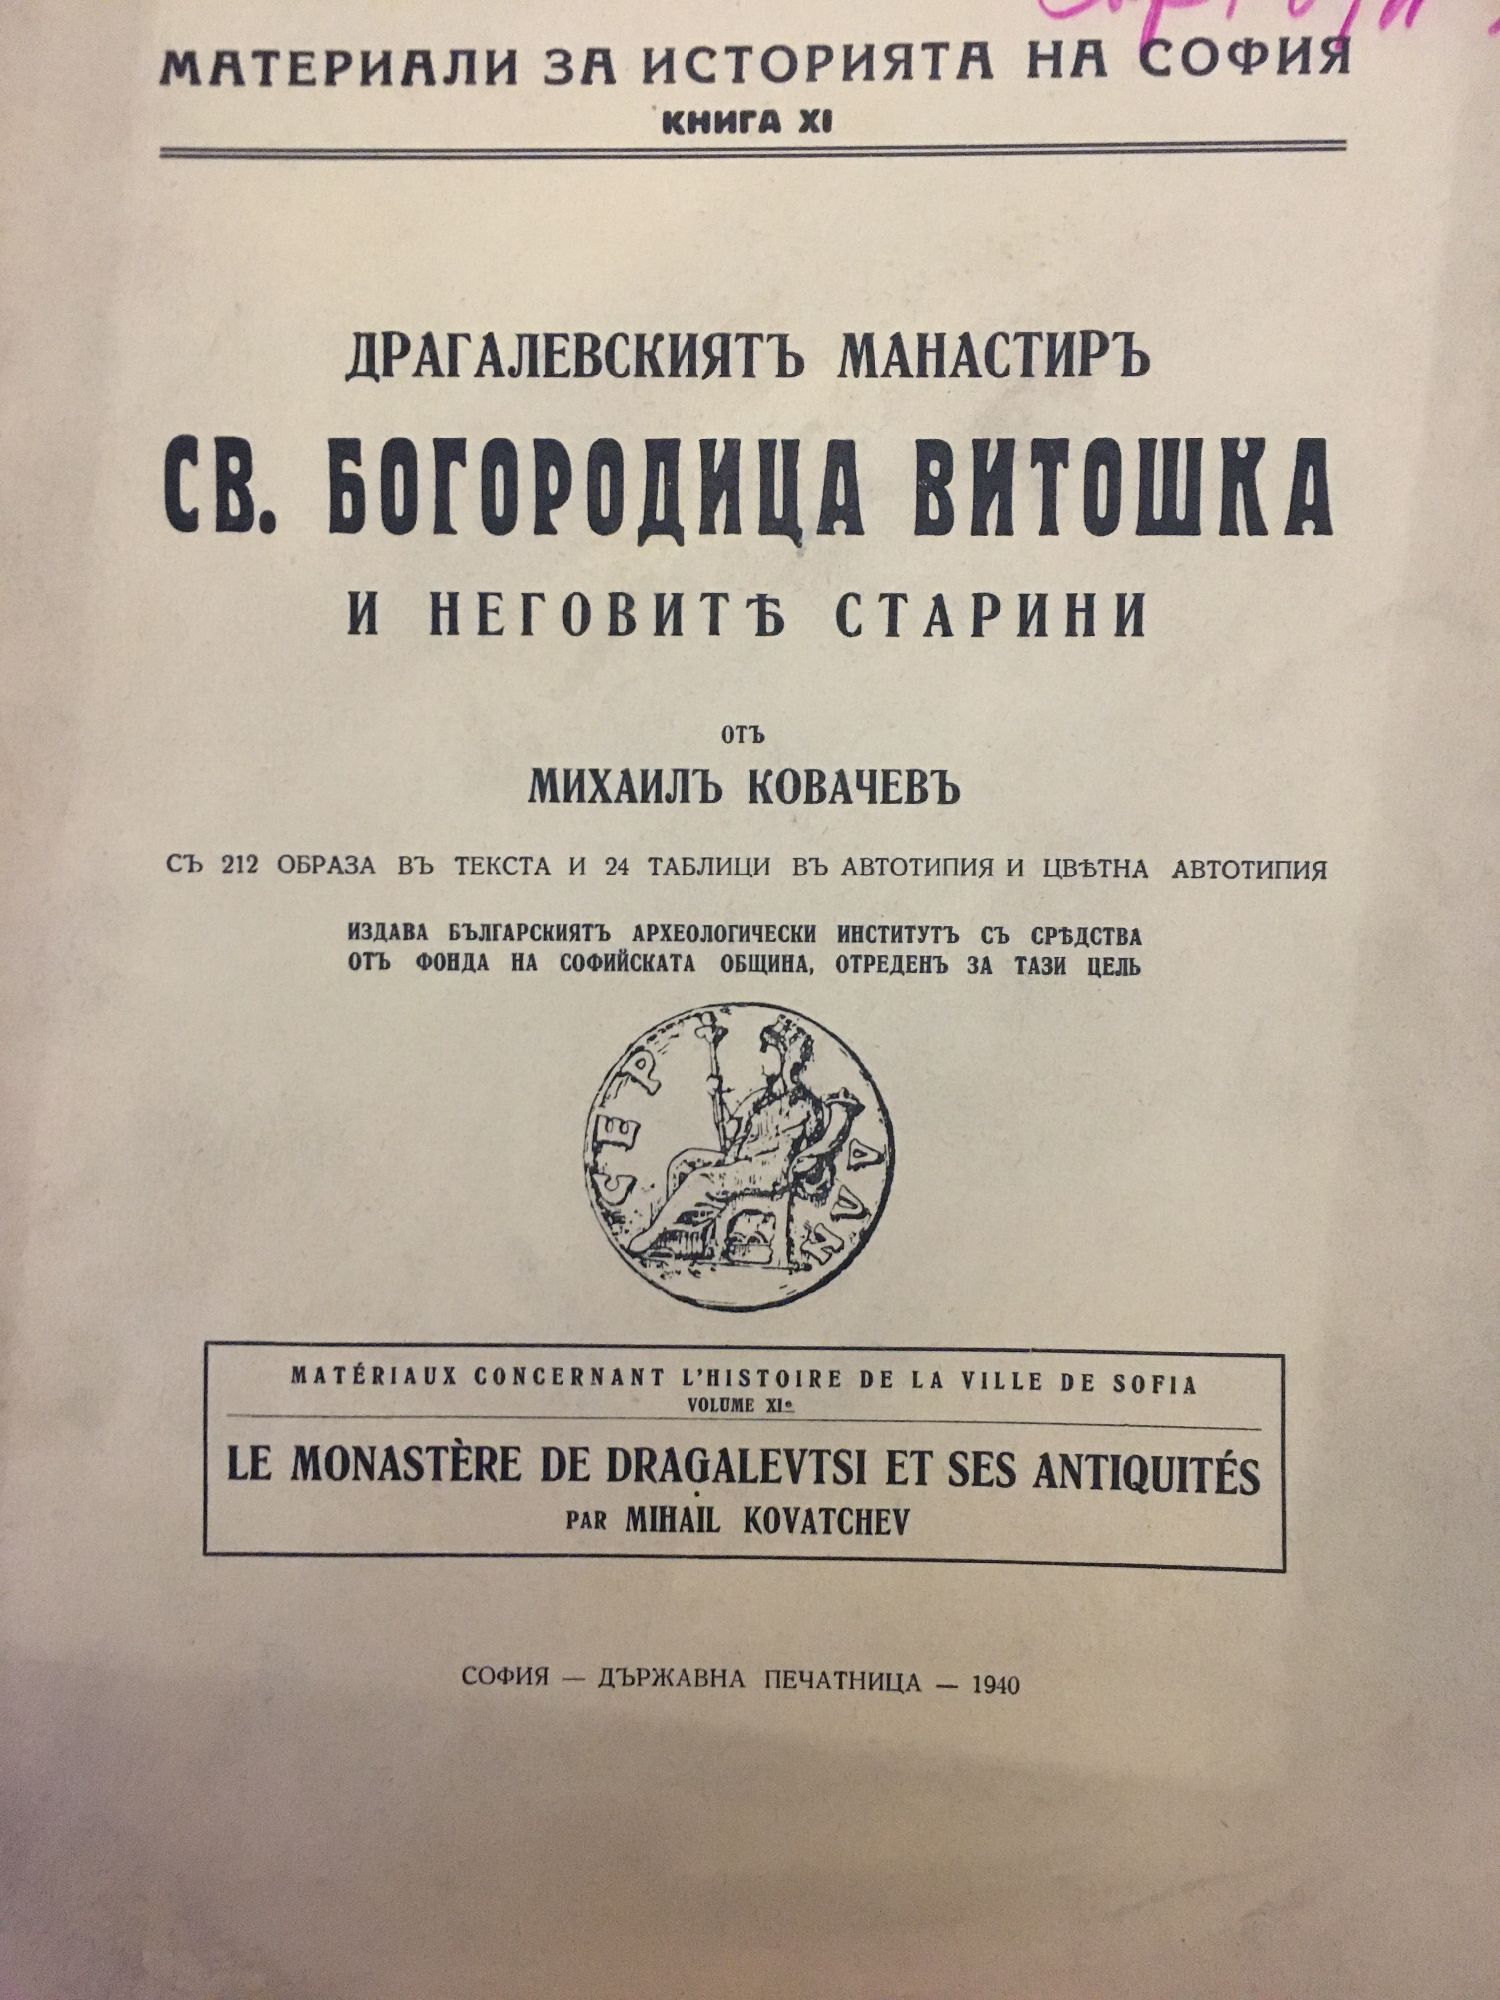 МАТЕРИАЛИ ЗА ИСТОРИЯТА НА СОФИЯ
КНИГА XI
ДРАГАЛЕВСКИЯТЪ МАНАСТИРЪ
СВ. БОГОРОДИЦА ВИТОШКА
И НЕГОВИТѢ СТАРИНИ
ОТЪ
МИХАИЛЪ КОВАЧЕВЪ
СЪ 212 ОБРАЗА ВЪ ТЕКСТА И 24 ТАБЛИЦИ ВЪ АВТОТИПИЯ И ЦВѢТНА АВТОТИПИЯ
ИЗДАВА БЪЛГАРСКИЯТЪ АРХЕОЛОГИЧЕСКИ ИНСТИТУТЪ СЪ СРѢДСТВА
ОТЪ ФОНДА НА СОФИЙСКАТА ОБЩИНА, ОТРЕДЕНЪ ЗА ТАЗИ ЦЕЛЬ
СЕР
MATÉRIAUX CONCERNANT L'HISTOIRE DE LA VILLE DE SOFIA
VOLUME XIe
LE MONASTÈRE DE DRAGALEVTSI ET SES ANTIQUITÉS
PAR MIHAIL KOVATCHEV
СОФИЯ — ДЪРЖАВНА ПЕЧАТНИЦА — 1940